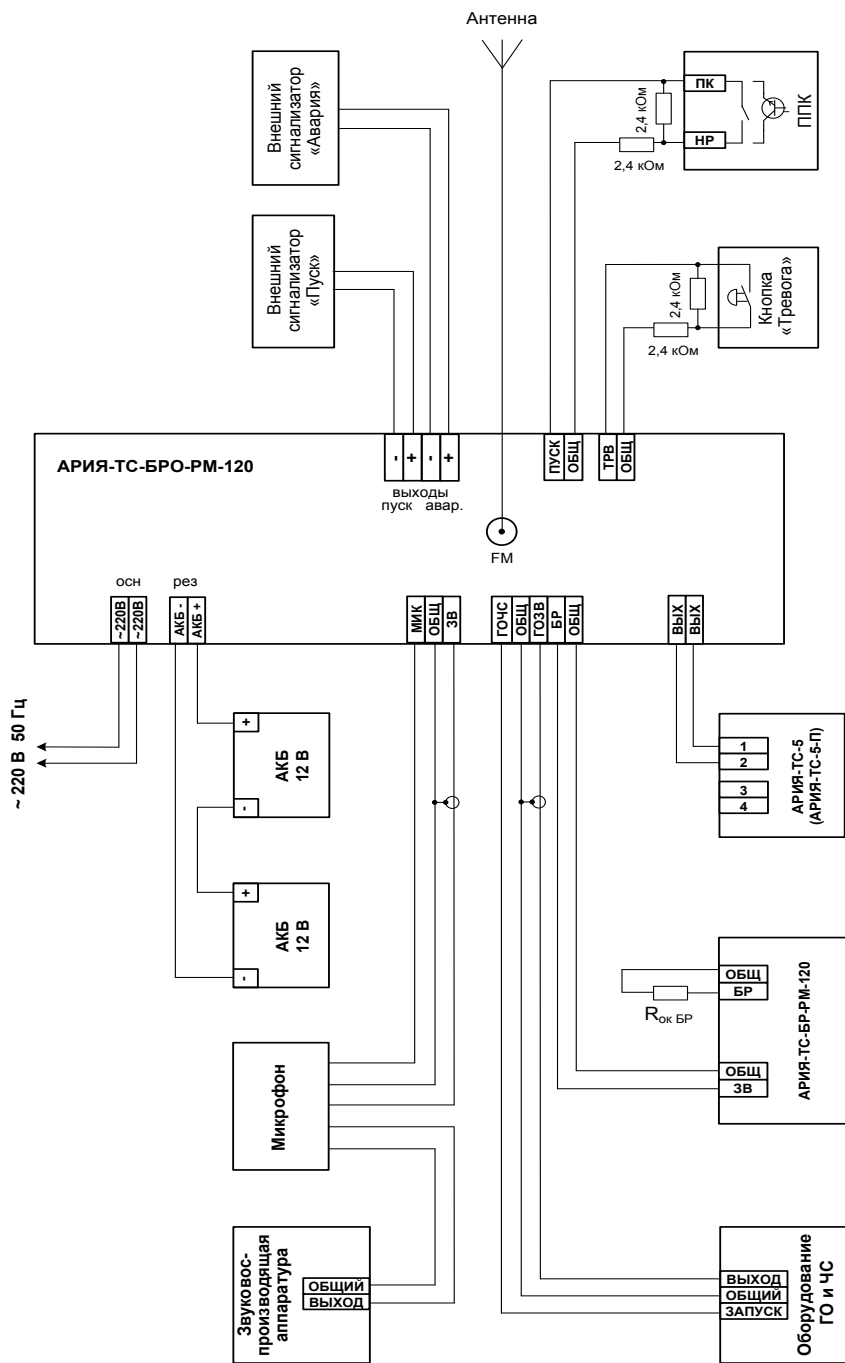 Антенна
Внешний
сигнализатор
«Авария»
ПК
НР
2,4 кОм
2,4 кОм
ППК
Внешний
сигнализатор
«Пуск»
2,4 кОм
2,4 кОм
Кнопка
«Тревога»
АРИЯ-ТС-БРО-РМ-120
-
+
-
+
выходы
пуск авар.
ПУСК
ОБЩ
ТРВ
ОБЩ
FM
осн
рез
~220В
~220В
АКБ -
АКБ +
МИК
ОБЩ
ЗВ
ГОЧС
ОБЩ
ГОЗВ
БР
ОБЩ
ВЫХ
ВЫХ
~ 220 В 50 Гц
+
-
АКБ
12 В
1
2
3
4
АРИЯ-ТС-5
(АРИЯ-ТС-5-П)
+
-
АКБ
12 В
ОБЩ
БР
Rок БР
ОБЩ
ЗВ
АРИЯ-ТС-БР-РМ-120
Микрофон
Звуковос-
производящая
аппаратура
ОБЩИЙ
ВЫХОД
ВЫХОД
ОБЩИЙ
ЗАПУСК
Оборудование
ГО и ЧС